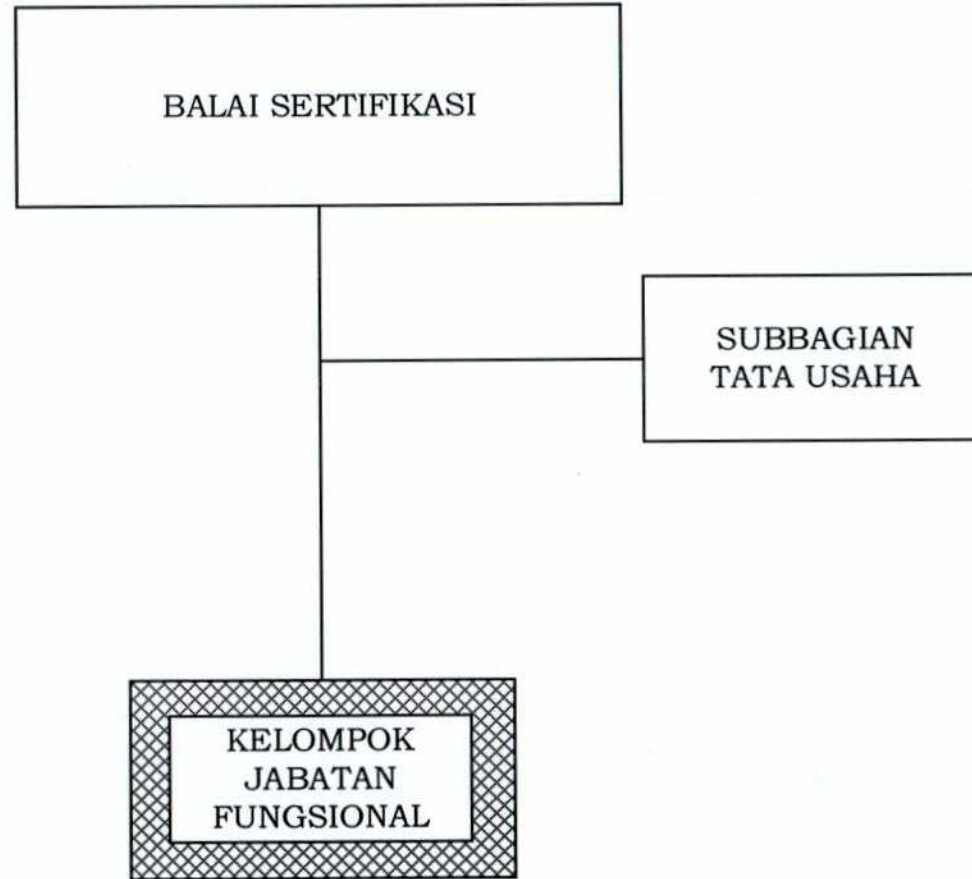 BALAI SERTIFIKASI
SUBBAGIAN
TATA USAHA
KELOMPOK
JABATAN
FUNGSIONAL